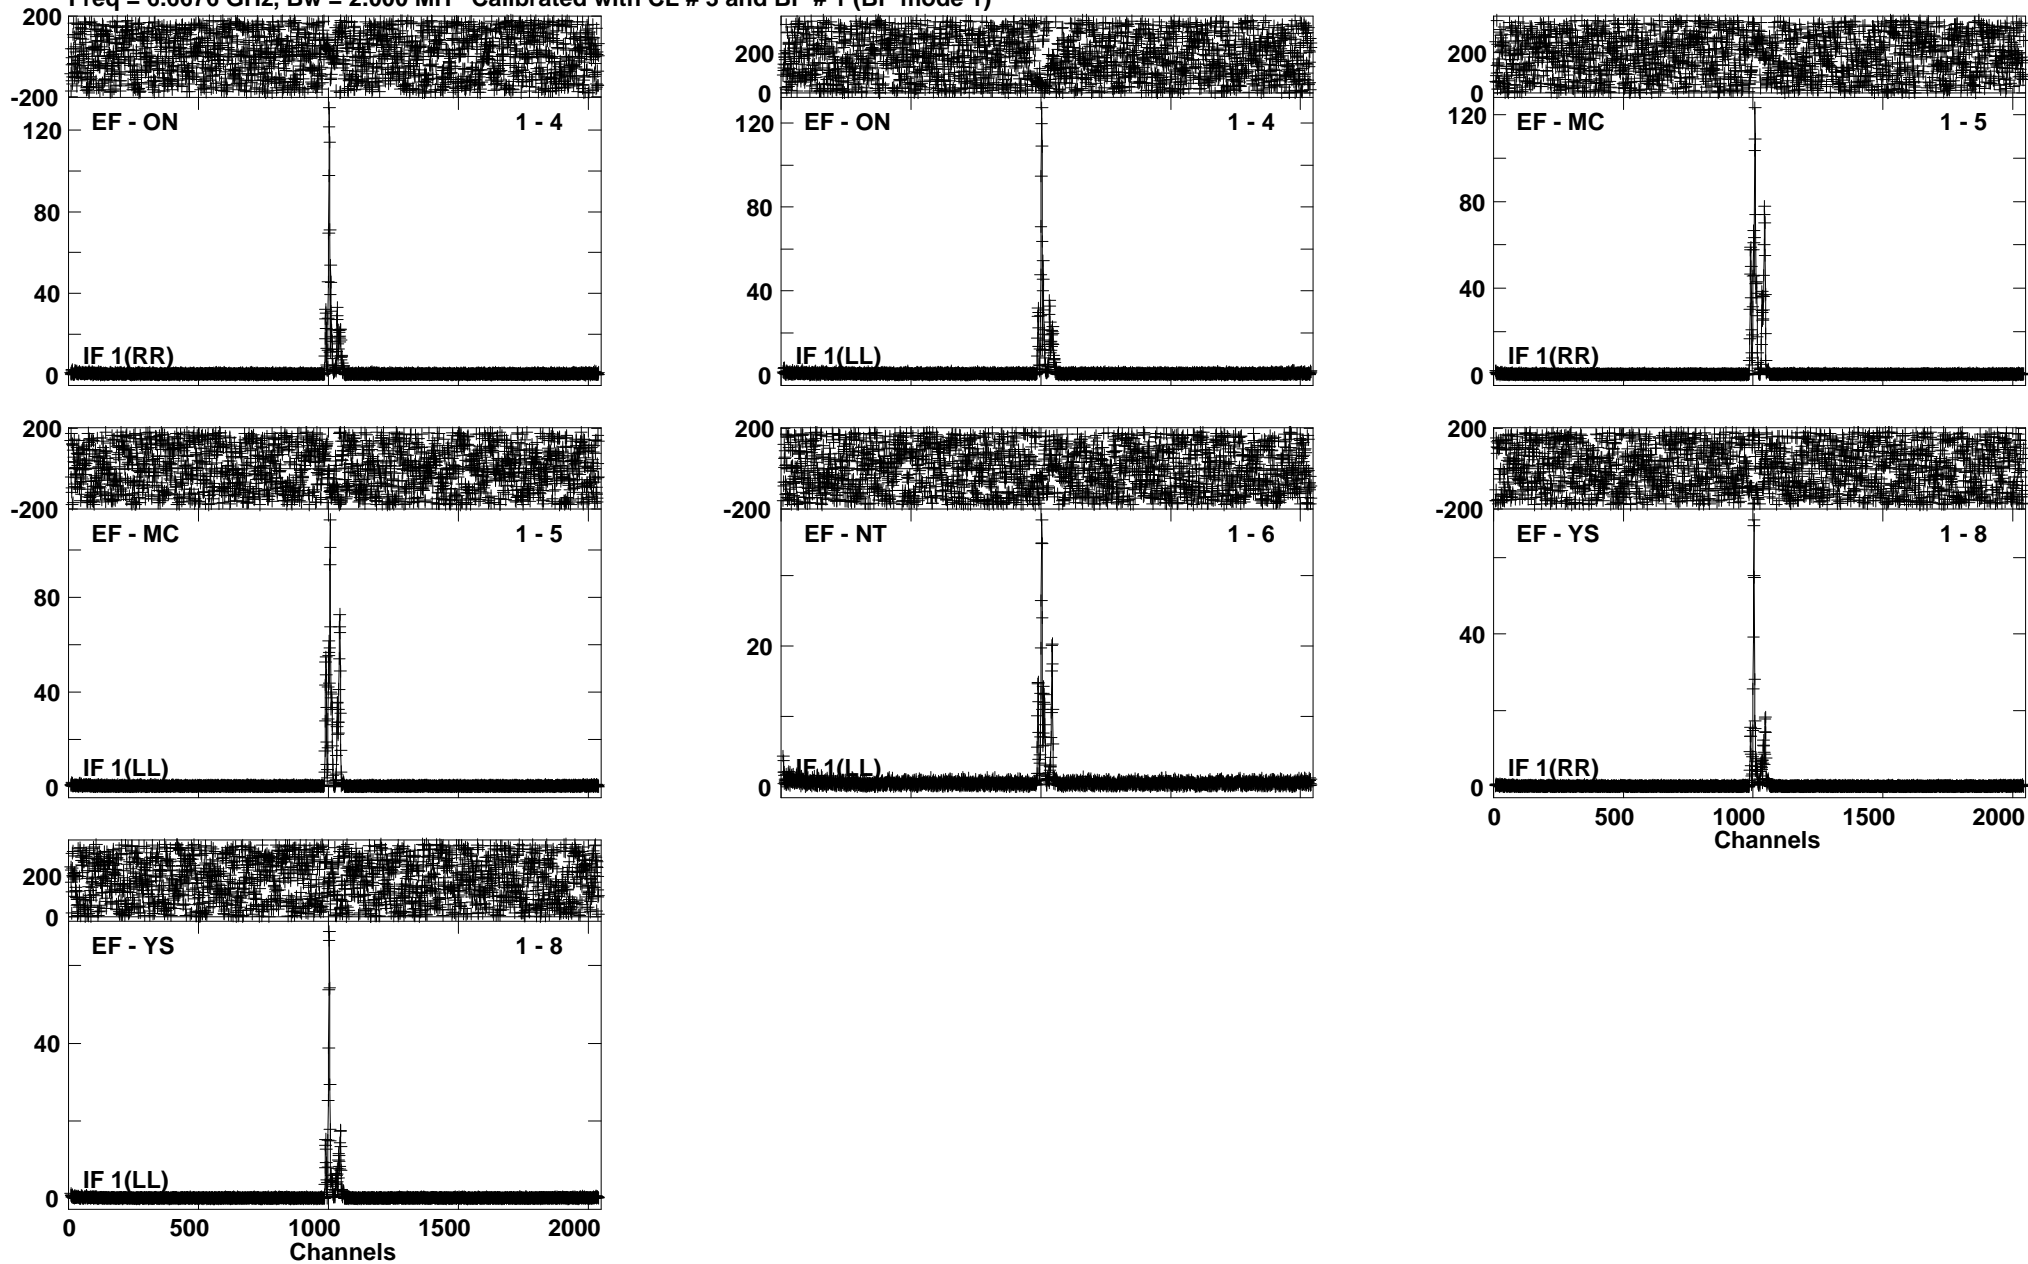 Freq = 6.6676 GHz, Bw = 2.000 MH Calibrated with CL # 3 and BP # 1 (BP mode 1)
200
-200
EF - ON
1 - 4
120
80
40
0
IF 1(RR)
200
0
EF - ON
1 - 4
120
80
40
0
IF 1(LL)
200
0
EF - MC
1 - 5
120
80
40
0
IF 1(RR)
200
-200
EF - MC
1 - 5
80
40
0
IF 1(LL)
200
-200
EF - NT
1 - 6
20
0
IF 1(LL)
200
-200
EF - YS
1 - 8
40
0
IF 1(RR)
0 500 1000 1500 2000
Channels
200
0
EF - YS
1 - 8
40
0
IF 1(LL)
0 500 1000 1500 2000
Channels